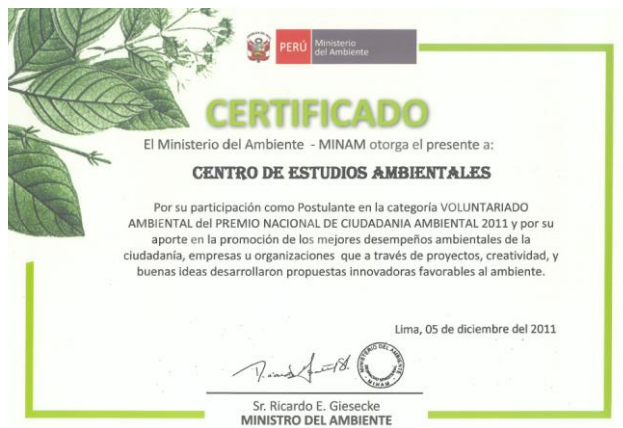 PERÚ
Ministerio
del Ambiente
CERTIFICADO
El Ministerio del Ambiente - MINAM otorga el presente a:
CENTRO DE ESTUDIOS AMBIENTALES
Por su participación como Postulante en la categoría VOLUNTARIADO
AMBIENTAL del PREMIO NACIONAL DE CIUDADANIA AMBIENTAL 2011 y por su
aporte en la promoción de los mejores desempeños ambientales de la
ciudadanía, empresas u organizaciones que a través de proyectos, creatividad, y
buenas ideas desarrollaron propuestas innovadoras favorables al ambiente.
Lima, 05 de diciembre del 2011
MINISTERIO DEL AMBIENTE
MINAM
Sr. Ricardo E. Giesecke
MINISTRO DEL AMBIENTE